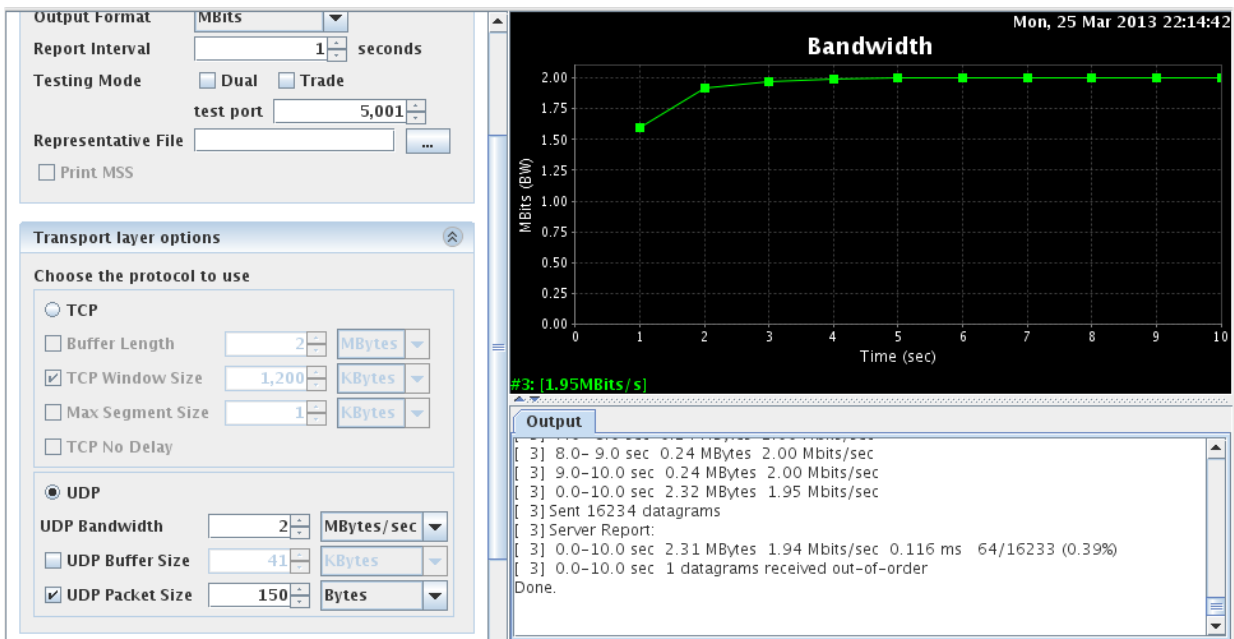 Output Format MBits
Report Interval 1 seconds
Testing Mode Dual Trade
test port 5,001
Representative File ...
Print MSS
Transport layer options
Choose the protocol to use
TCP
Buffer Length 2 MBytes
TCP Window Size 1,200 KBytes
Max Segment Size 1 KBytes
TCP No Delay
UDP
UDP Bandwidth 2 MBytes/sec
UDP Buffer Size 41 KBytes
UDP Packet Size 150 Bytes
Mon, 25 Mar 2013 22:14:42
Bandwidth
MBits (BW)
2.00
1.75
1.50
1.25
1.00
0.75
0.50
0.25
0.00
0 1 2 3 4 5 6 7 8 9 10
Time (sec)
#3: [1.95MBits/s]
Output
[ 3] 8.0- 9.0 sec 0.24 MBytes 2.00 Mbits/sec
[ 3] 9.0-10.0 sec 0.24 MBytes 2.00 Mbits/sec
[ 3] 0.0-10.0 sec 2.32 MBytes 1.95 Mbits/sec
[ 3] Sent 16234 datagrams
[ 3] Server Report:
[ 3] 0.0-10.0 sec 2.31 MBytes 1.94 Mbits/sec 0.116 ms 64/16233 (0.39%)
[ 3] 0.0-10.0 sec 1 datagrams received out-of-order
Done.